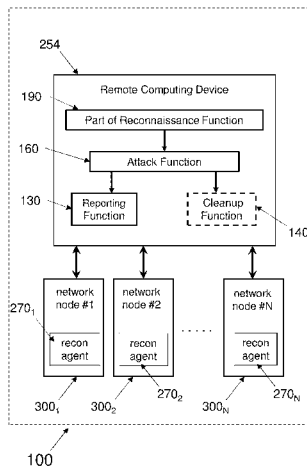 254
Remote Computing Device
190
Part of Reconnaissance Function
160
Attack Function
130
Reporting Function
Cleanup Function
140
network node #1
network node #2
network node #N
......
270₁
recon agent
recon agent
recon agent
300₁
300₂
270₂
300N
270N
100